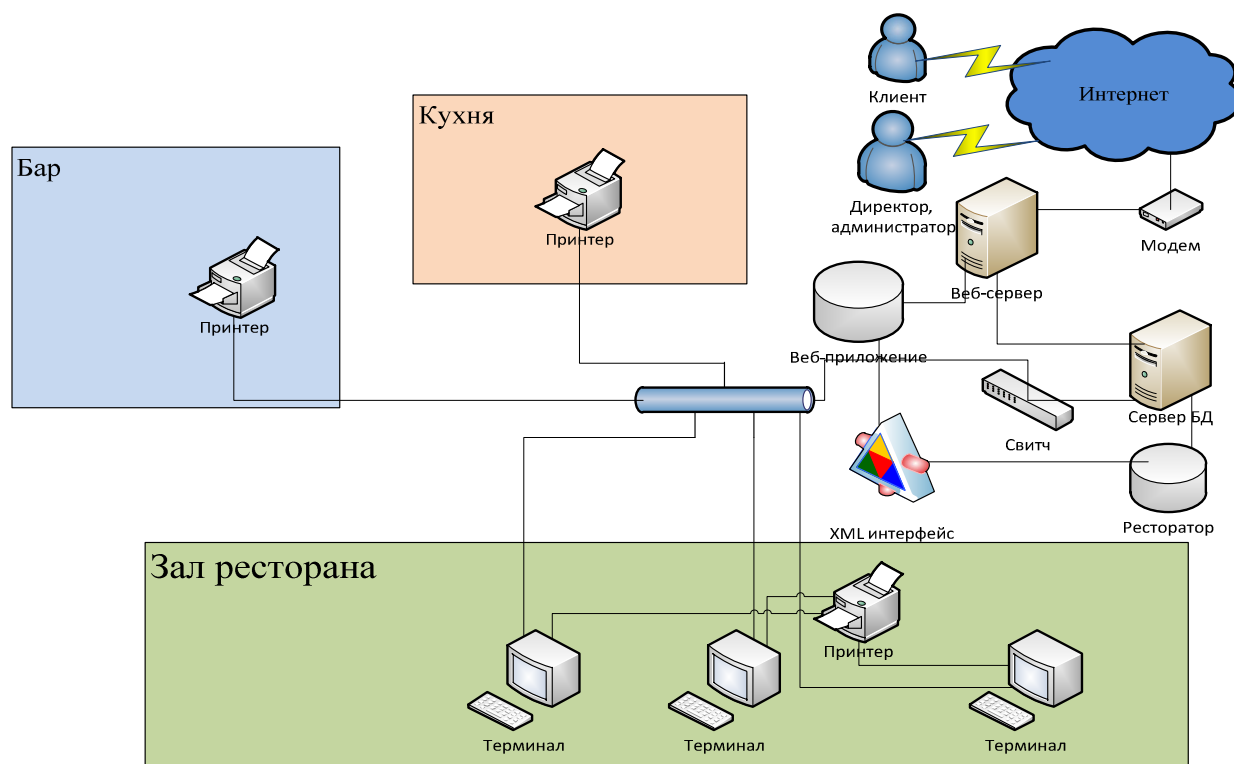 Клиент
Интернет
Кухня
Бар
Директор,
администратор
Принтер
Модем
Веб-сервер
Принтер
Веб-приложение
Сервер БД
Свитч
Ресторатор
XML интерфейс
Зал ресторана
Принтер
Терминал
Терминал
Терминал